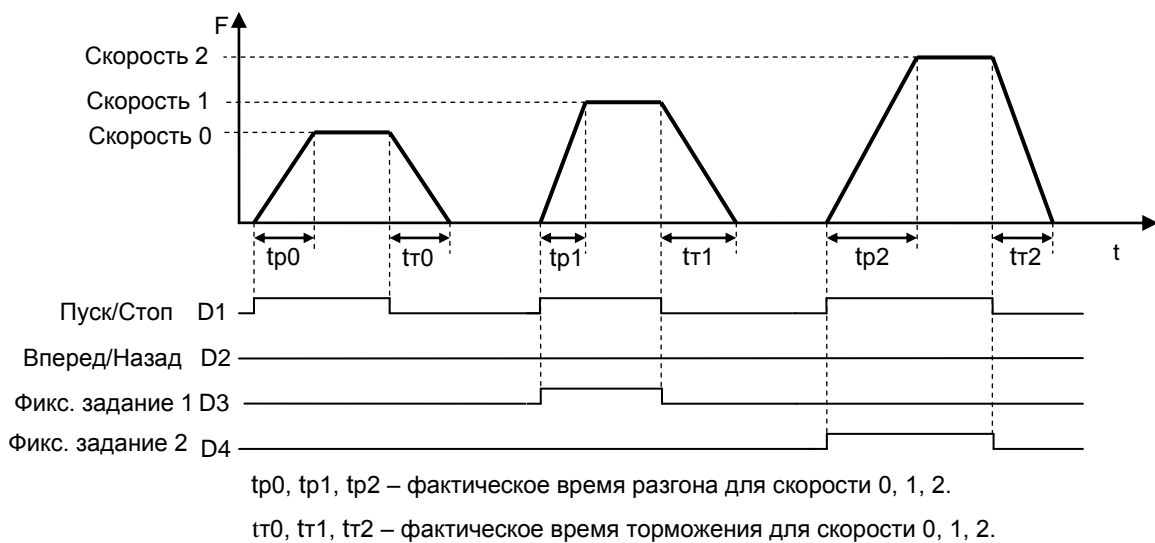 F
Скорость 2
Скорость 1
Скорость 0
tр0 tт0 tр1 tт1 tр2 tт2 t
Пуск/Стоп D1
Вперед/Назад D2
Фикс. задание 1 D3
Фикс. задание 2 D4
tр0, tр1, tр2 – фактическое время разгона для скорости 0, 1, 2.
tт0, tт1, tт2 – фактическое время торможения для скорости 0, 1, 2.